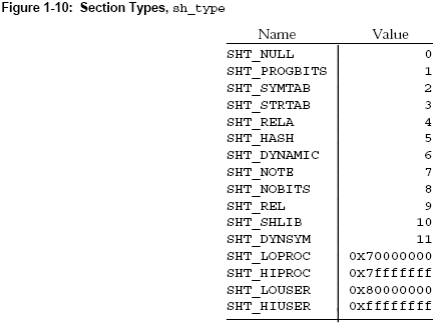 Figure 1-10: Section Types, sh_type
Name Value
SHT_NULL 0
SHT_PROGBITS 1
SHT_SYMTAB 2
SHT_STRTAB 3
SHT_RELA 4
SHT_HASH 5
SHT_DYNAMIC 6
SHT_NOTE 7
SHT_NOBITS 8
SHT_REL 9
SHT_SHLIB 10
SHT_DYNSYM 11
SHT_LOPROC 0x70000000
SHT_HIPROC 0x7fffffff
SHT_LOUSER 0x80000000
SHT_HIUSER 0xffffffff